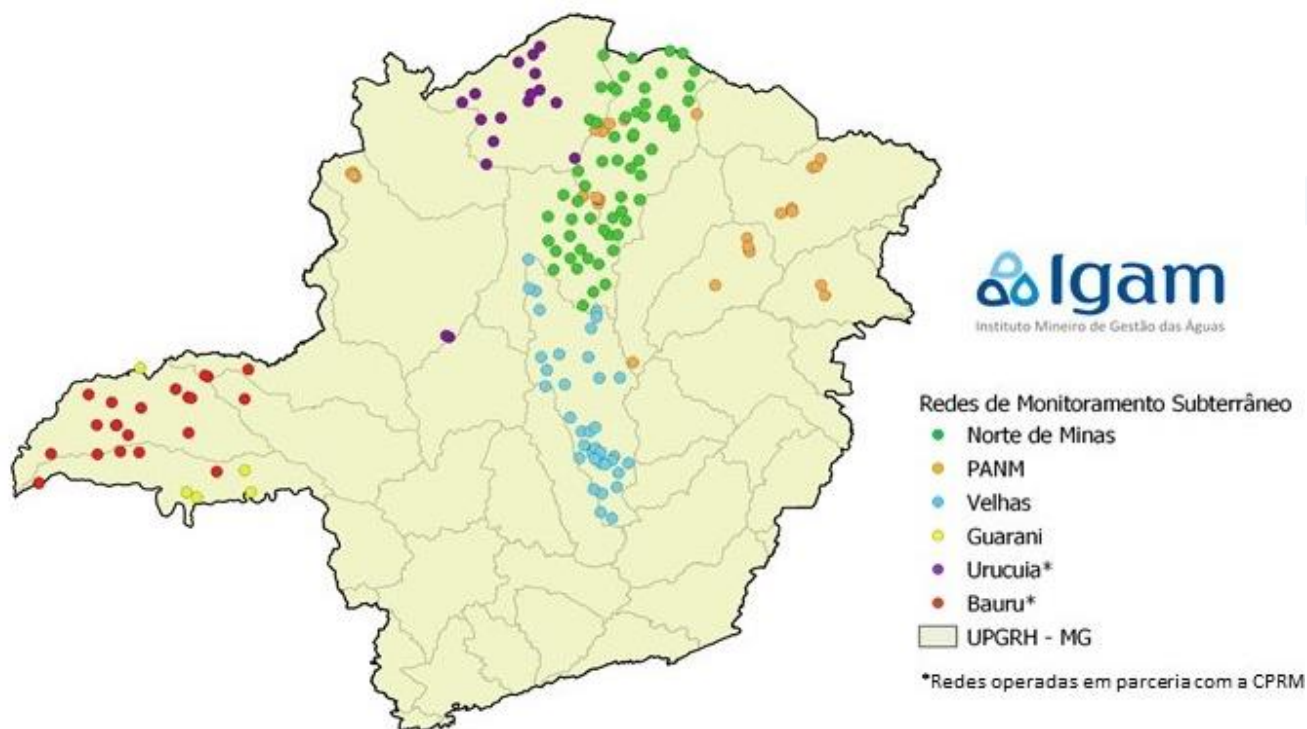 Igam
Instituto Mineiro de Gestão das Águas
Redes de Monitoramento Subterrâneo
Norte de Minas
PANM
Velhas
Guarani
Urucuia*
Bauru*
UPGRH - MG
*Redes operadas em parceria com a CPRM